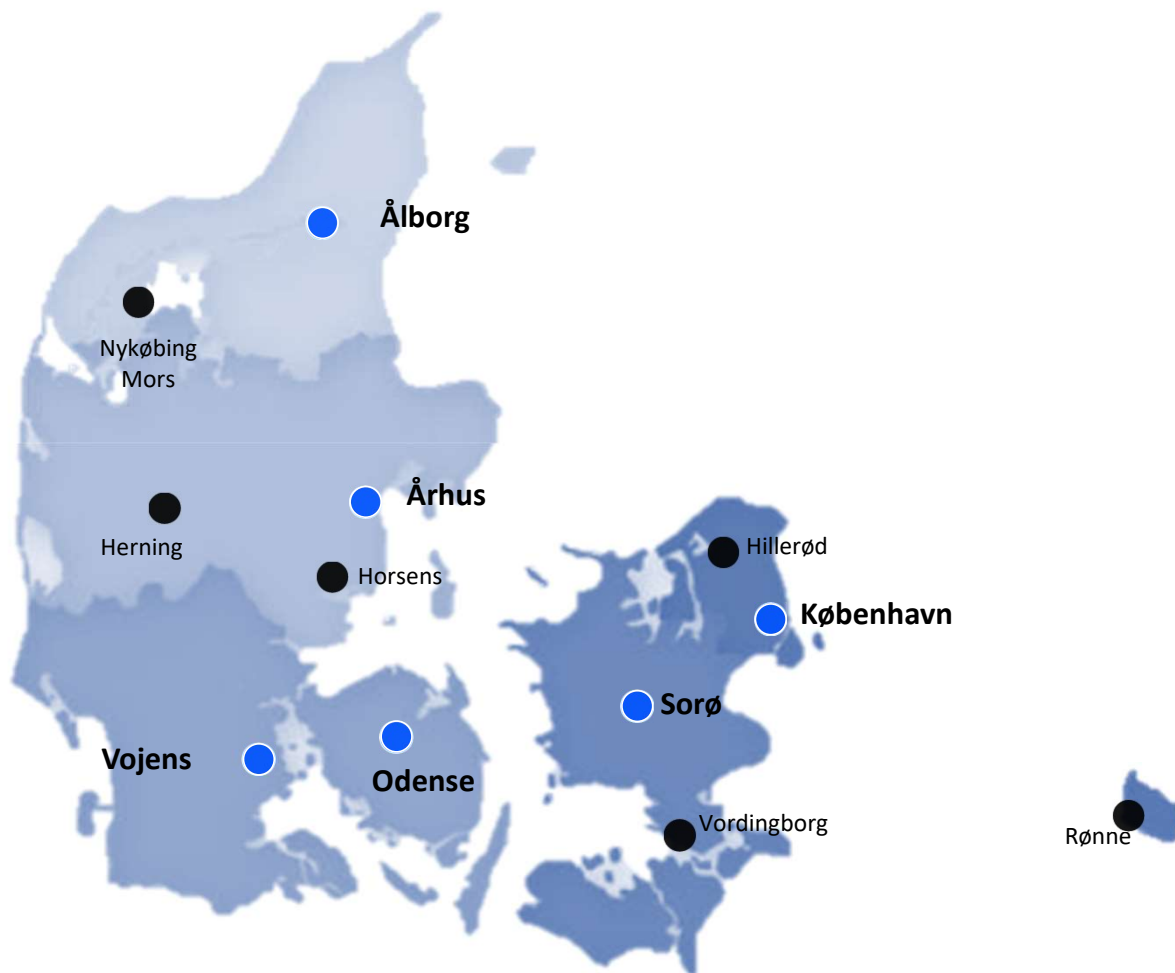 Ålborg
Nykøbing
Mors
Århus
Herning
Horsens
Hillerød
København
Sorø
Vojens
Odense
Vordingborg
Rønne